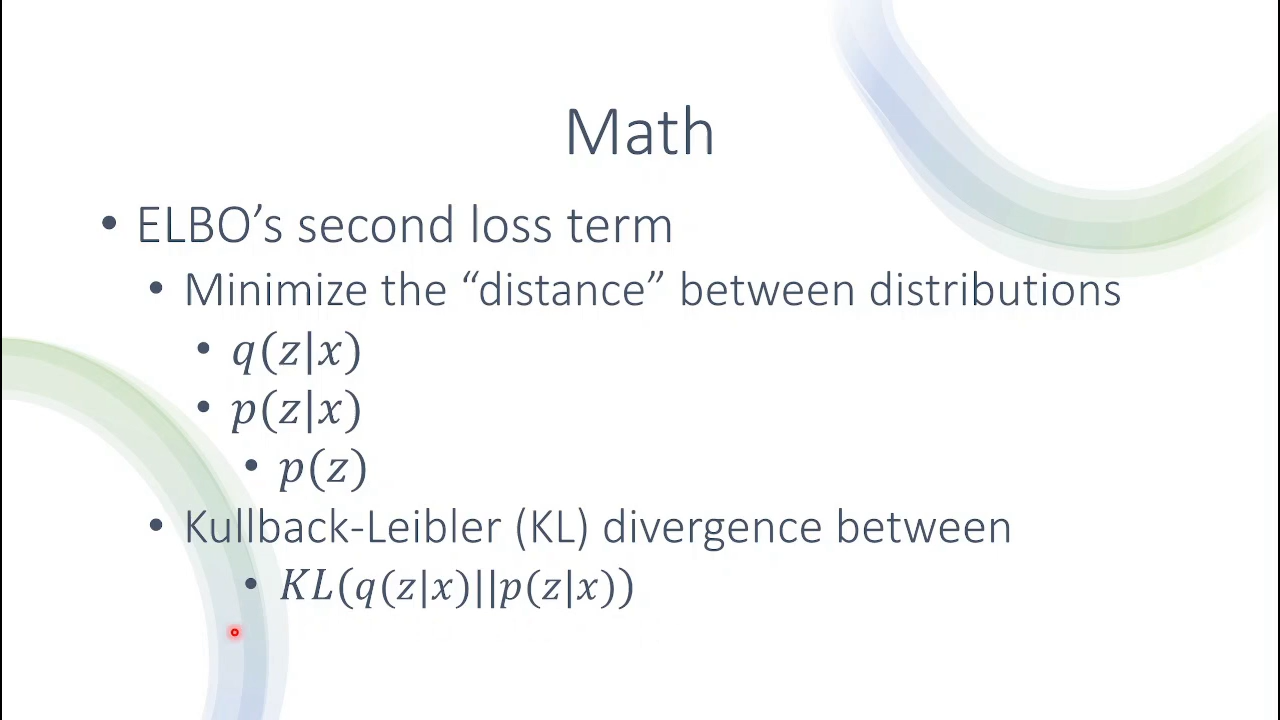 Math
• ELBO’s second loss term
• Minimize the “distance” between distributions
• q(z|x)
• p(z|x)
• p(z)
• Kullback-Leibler (KL) divergence between
• KL(q(z|x)||p(z|x))